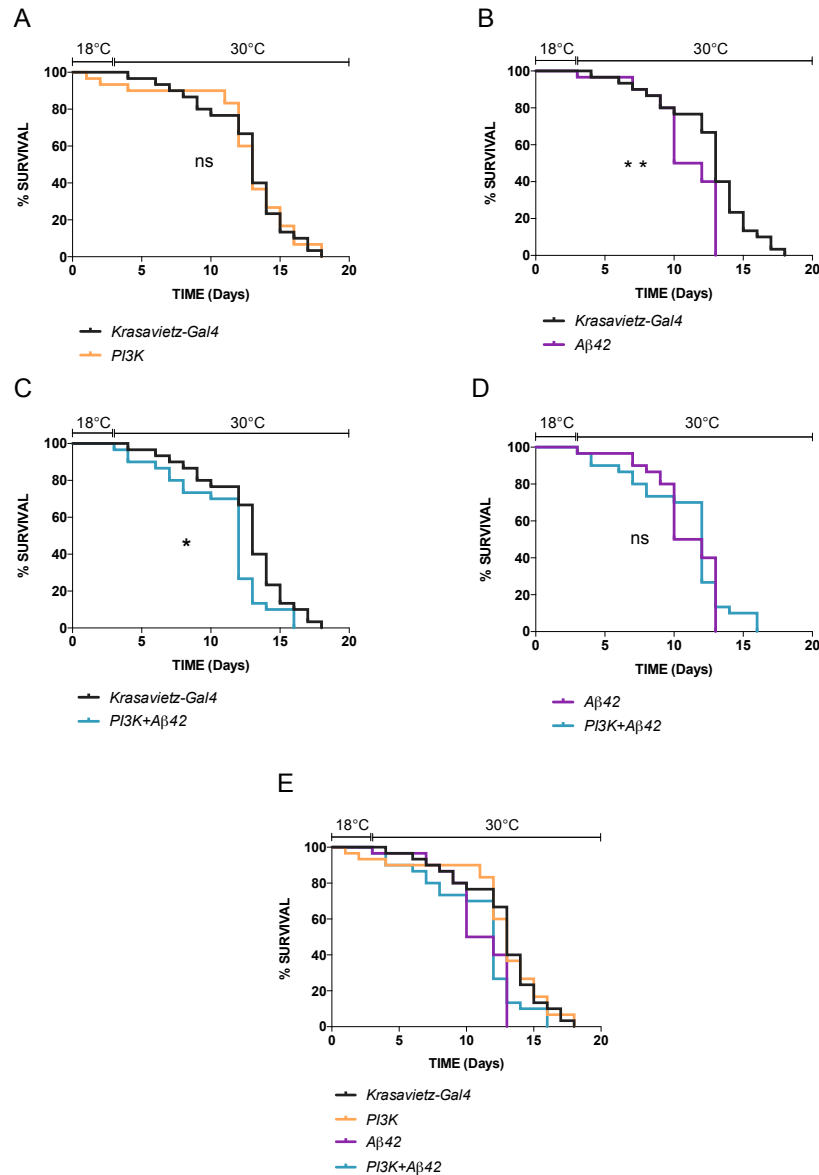 A
18°C 30°C
100
80
60
40
20
0
% SURVIVAL
ns
0 5 10 15 20
TIME (Days)
Krasavietz-Gal4
PI3K
B
18°C 30°C
100
80
60
40
20
0
% SURVIVAL
* *
0 5 10 15 20
TIME (Days)
Krasavietz-Gal4
Aβ42
C
18°C 30°C
100
80
60
40
20
0
% SURVIVAL
*
0 5 10 15 20
TIME (Days)
Krasavietz-Gal4
PI3K+Aβ42
D
18°C 30°C
100
80
60
40
20
0
% SURVIVAL
ns
0 5 10 15 20
TIME (Days)
Aβ42
PI3K+Aβ42
E
18°C 30°C
100
80
60
40
20
0
% SURVIVAL
0 5 10 15 20
TIME (Days)
Krasavietz-Gal4
PI3K
Aβ42
PI3K+Aβ42